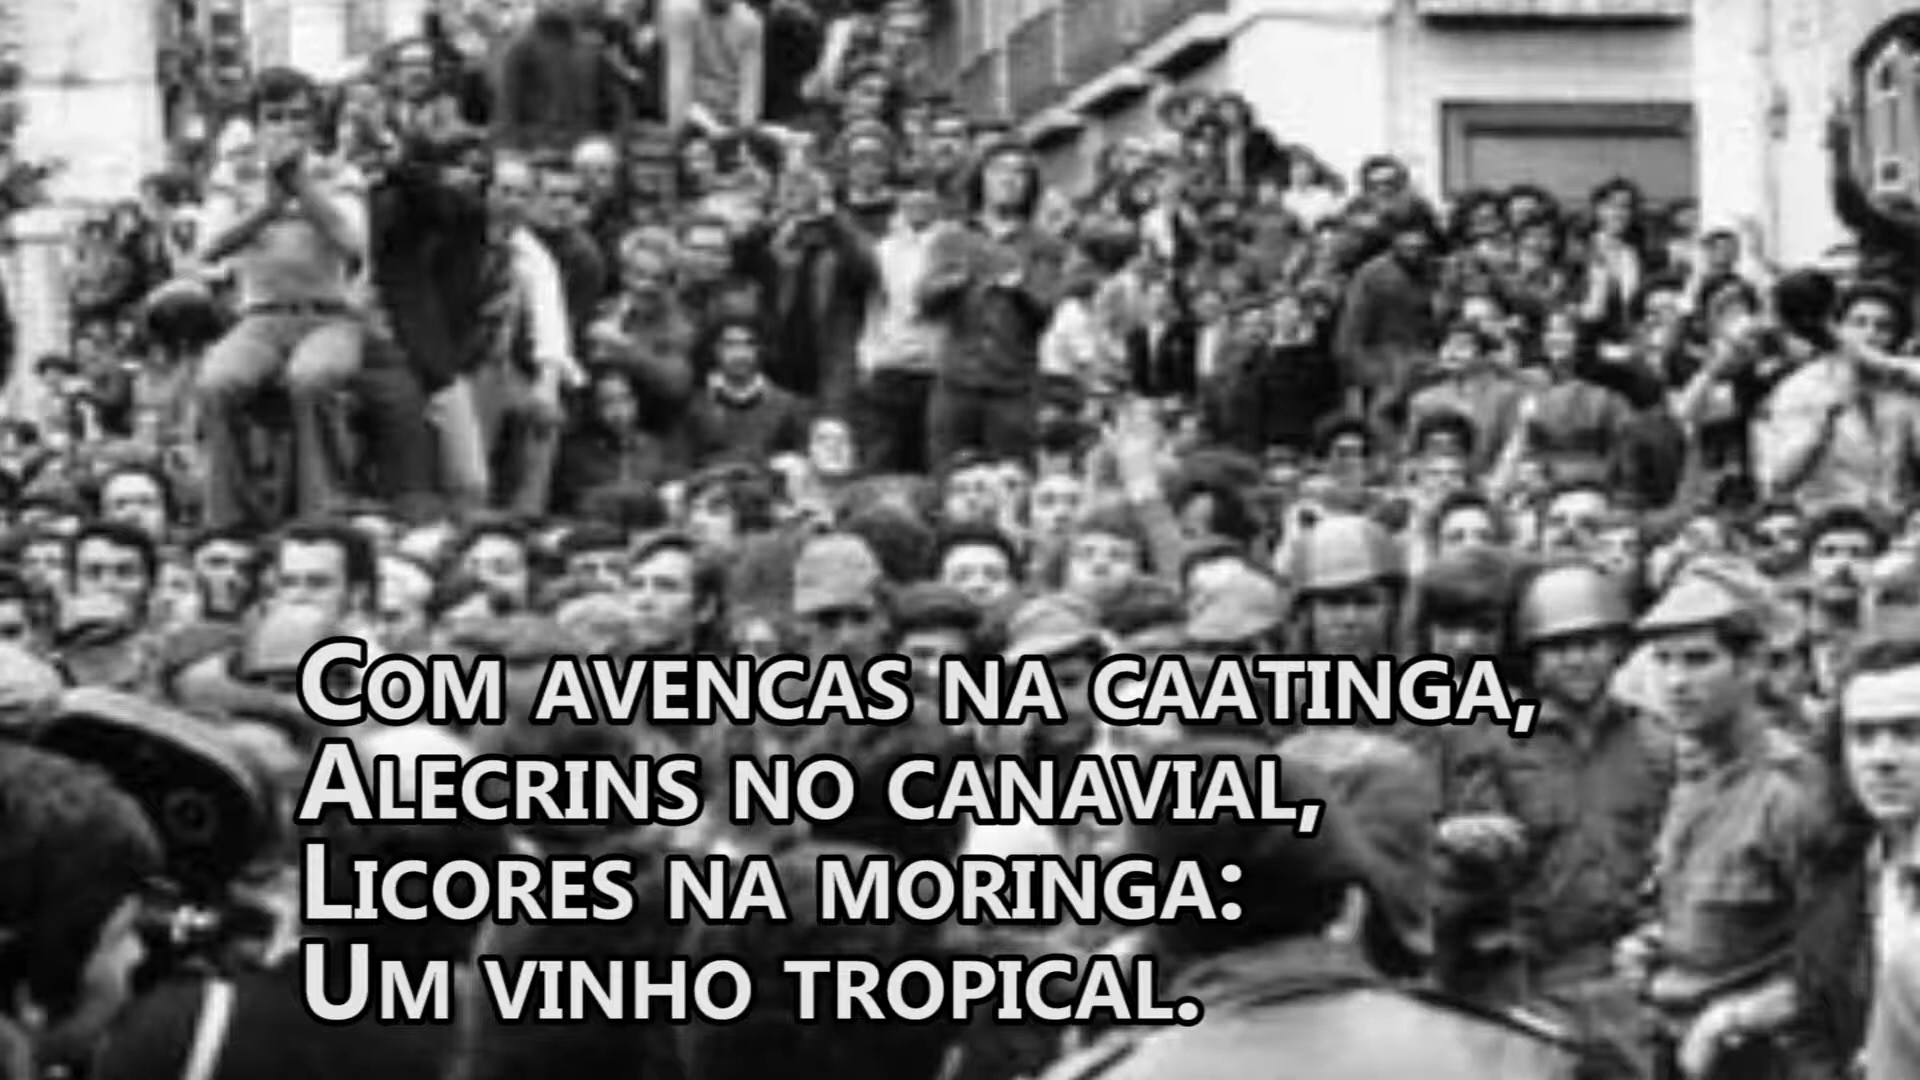 Com avencas na caatinga,
Alecrins no canavial,
Licores na moringa:
Um vinho tropical.